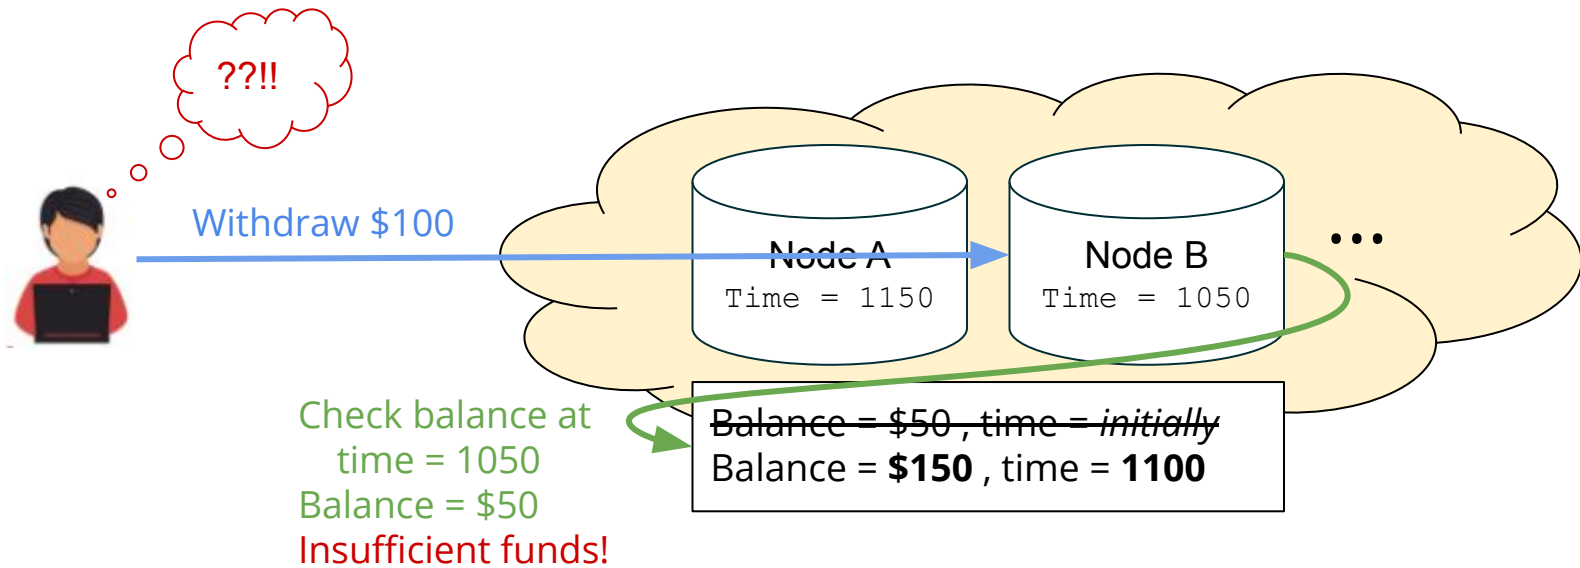 ??!!
Withdraw $100
Node A
Time = 1150
Node B
Time = 1050
...
Check balance at
time = 1050
Balance = $50
Insufficient funds!
Balance = $50 , time = initially
Balance = $150 , time = 1100